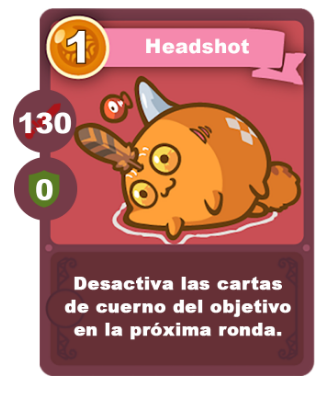 1
Headshot
130
0
Desactiva las cartas
de cuerno del objetivo
en la próxima ronda.